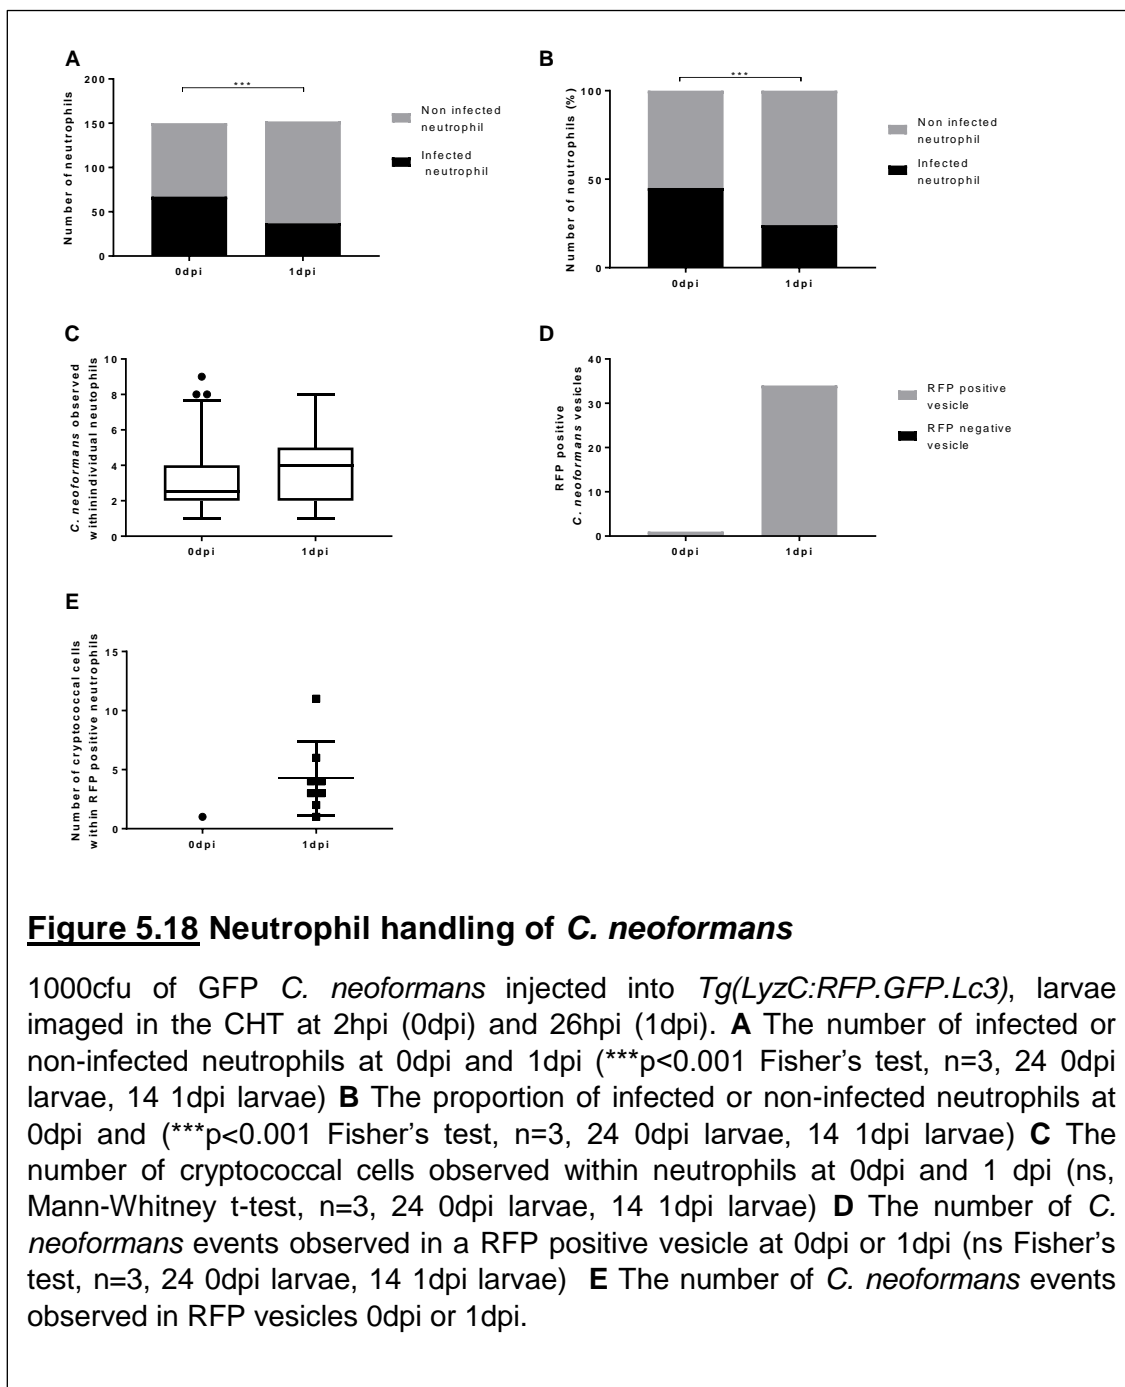 A
Number of neutrophils
200
150
100
50
0
***
0dpi
1dpi
Non infected
neutrophil
Infected
neutrophil
B
Number of neutrophils (%)
100
50
0
***
0dpi
1dpi
Non infected
neutrophil
Infected
neutrophil
C
C. neoformans observed
withinindividual neutophils
10
8
6
4
2
0
0dpi
1dpi
D
RFP positive
C. neoformans vesicles
40
30
20
10
0
0dpi
1dpi
RFP positive
vesicle
RFP negative
vesicle
E
Number of cryptococcal cells
within RFP positive neutrophils
15
10
5
0
0dpi
1dpi
Figure 5.18 Neutrophil handling of C. neoformans
1000cfu of GFP C. neoformans injected into Tg(LyzC:RFP.GFP.Lc3), larvae
imaged in the CHT at 2hpi (0dpi) and 26hpi (1dpi). A The number of infected or
non-infected neutrophils at 0dpi and 1dpi (***p<0.001 Fisher's test, n=3, 24 0dpi
larvae, 14 1dpi larvae) B The proportion of infected or non-infected neutrophils at
0dpi and (***p<0.001 Fisher's test, n=3, 24 0dpi larvae, 14 1dpi larvae) C The
number of cryptococcal cells observed within neutrophils at 0dpi and 1 dpi (ns,
Mann-Whitney t-test, n=3, 24 0dpi larvae, 14 1dpi larvae) D The number of C.
neoformans events observed in a RFP positive vesicle at 0dpi or 1dpi (ns Fisher's
test, n=3, 24 0dpi larvae, 14 1dpi larvae) E The number of C. neoformans events
observed in RFP vesicles 0dpi or 1dpi.